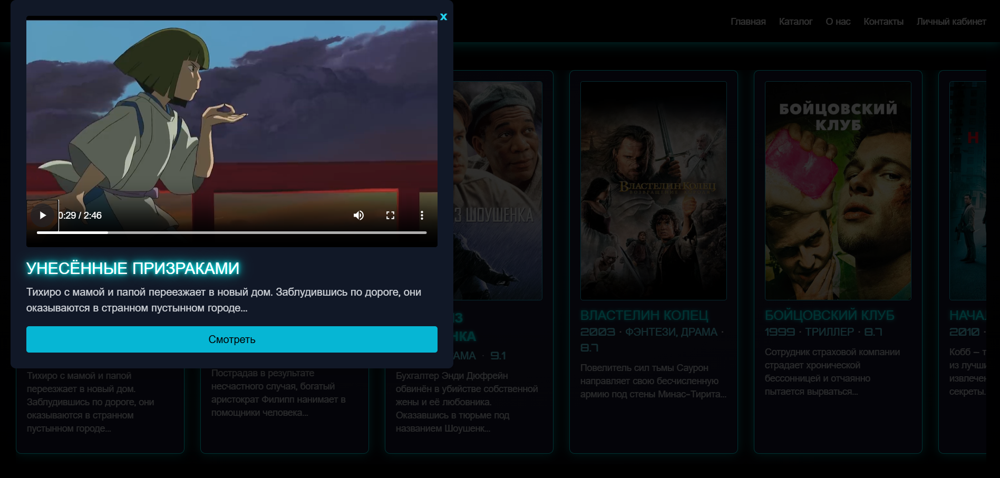 x
Главная Каталог О нас Контакты Личный кабинет
0:29 / 2:46
УНЕСЁННЫЕ ПРИЗРАКАМИ
Тихиро с мамой и папой переезжает в новый дом. Заблудившись по дороге, они
оказываются в странном пустынном городе...
Смотреть
Тихиро с мамой и папой
переезжает в новый дом.
Заблудившись по дороге, они
оказываются в странном
пустынном городе...
Пострадав в результате
несчастного случая, богатый
аристократ Филипп нанимает в
помощники человека...
З ШОУШЕНКА
ИЗ
НКА
АМА · 9.1
Бухгалтер Энди Дюфрейн
обвинён в убийстве собственной
жены и её любовника.
Оказавшись в тюрьме под
названием Шоушенк...
ВЛАСТЕЛИН КОЛЕЦ
ВОЗВРАЩЕНИЕ КОРОЛЯ
ВЛАСТЕЛИН КОЛЕЦ
2003 · ФЭНТЕЗИ, ДРАМА ·
8.7
Повелитель сил тьмы Саурон
направляет свою бесчисленную
армию под стены Минас-Тирита...
БОЙЦОВСКИЙ
КЛУБ
БОЙЦОВСКИЙ КЛУБ
1999 · ТРИЛЛЕР · 8.7
Сотрудник страховой компании
страдает хронической
бессонницей и отчаянно
пытается вырваться...
Н
НАЧАЛ
2010 ·
Кобб – т
из лучши
извлечен
секреты.